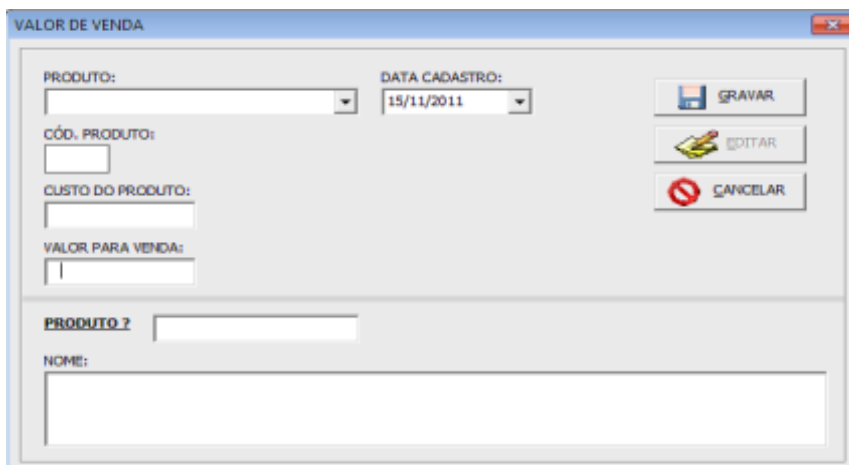 VALOR DE VENDA
PRODUTO:
DATA CADASTRO:
15/11/2011
GRAVAR
CÓD. PRODUTO:
EDITAR
CUSTO DO PRODUTO:
CANCELAR
VALOR PARA VENDA:
PRODUTO ?
NOME: